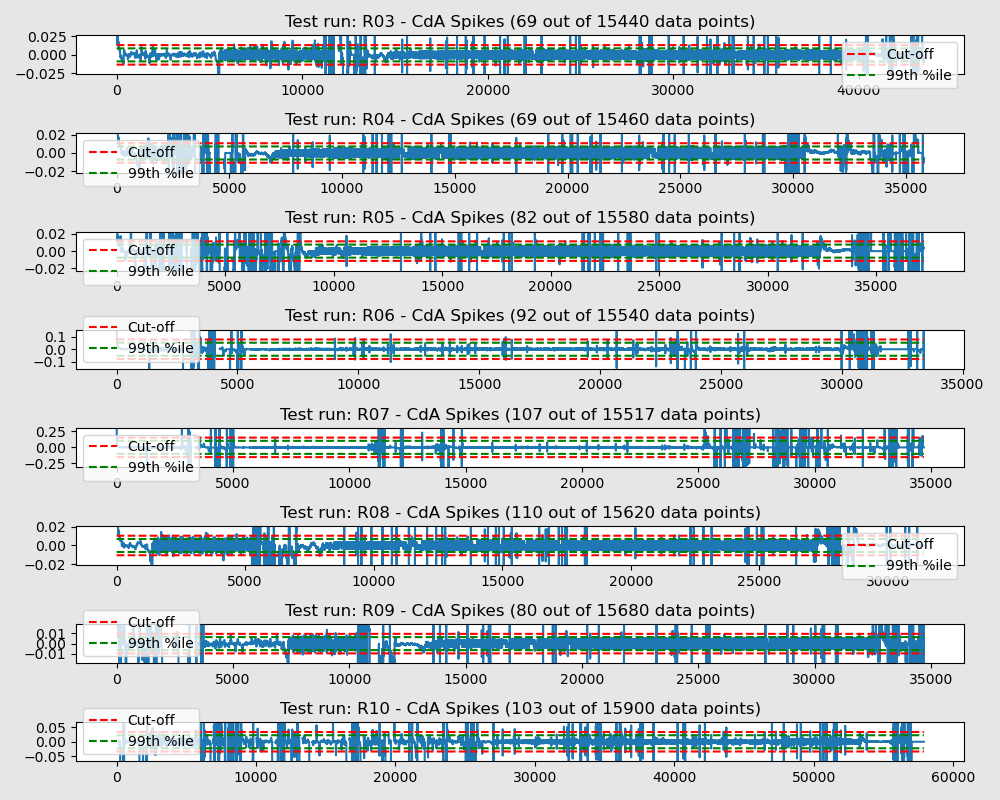 Test run: R03 - CdA Spikes (69 out of 15440 data points)
0.025
0.000
−0.025
Cut-off
99th %ile
0 10000 20000 30000 40000
Test run: R04 - CdA Spikes (69 out of 15460 data points)
0.02
0.00
−0.02
Cut-off
99th %ile
0 5000 10000 15000 20000 25000 30000 35000
Test run: R05 - CdA Spikes (82 out of 15580 data points)
0.02
0.00
−0.02
Cut-off
99th %ile
0 5000 10000 15000 20000 25000 30000 35000
Test run: R06 - CdA Spikes (92 out of 15540 data points)
Cut-off
99th %ile
0.1
0.0
−0.1
0 5000 10000 15000 20000 25000 30000 35000
Test run: R07 - CdA Spikes (107 out of 15517 data points)
0.25
0.00
−0.25
Cut-off
99th %ile
0 5000 10000 15000 20000 25000 30000 35000
Test run: R08 - CdA Spikes (110 out of 15620 data points)
0.02
0.00
−0.02
Cut-off
99th %ile
0 5000 10000 15000 20000 25000 30000
Test run: R09 - CdA Spikes (80 out of 15680 data points)
Cut-off
99th %ile
0.01
0.00
−0.01
0 5000 10000 15000 20000 25000 30000 35000
Test run: R10 - CdA Spikes (103 out of 15900 data points)
Cut-off
99th %ile
0.05
0.00
−0.05
0 10000 20000 30000 40000 50000 60000